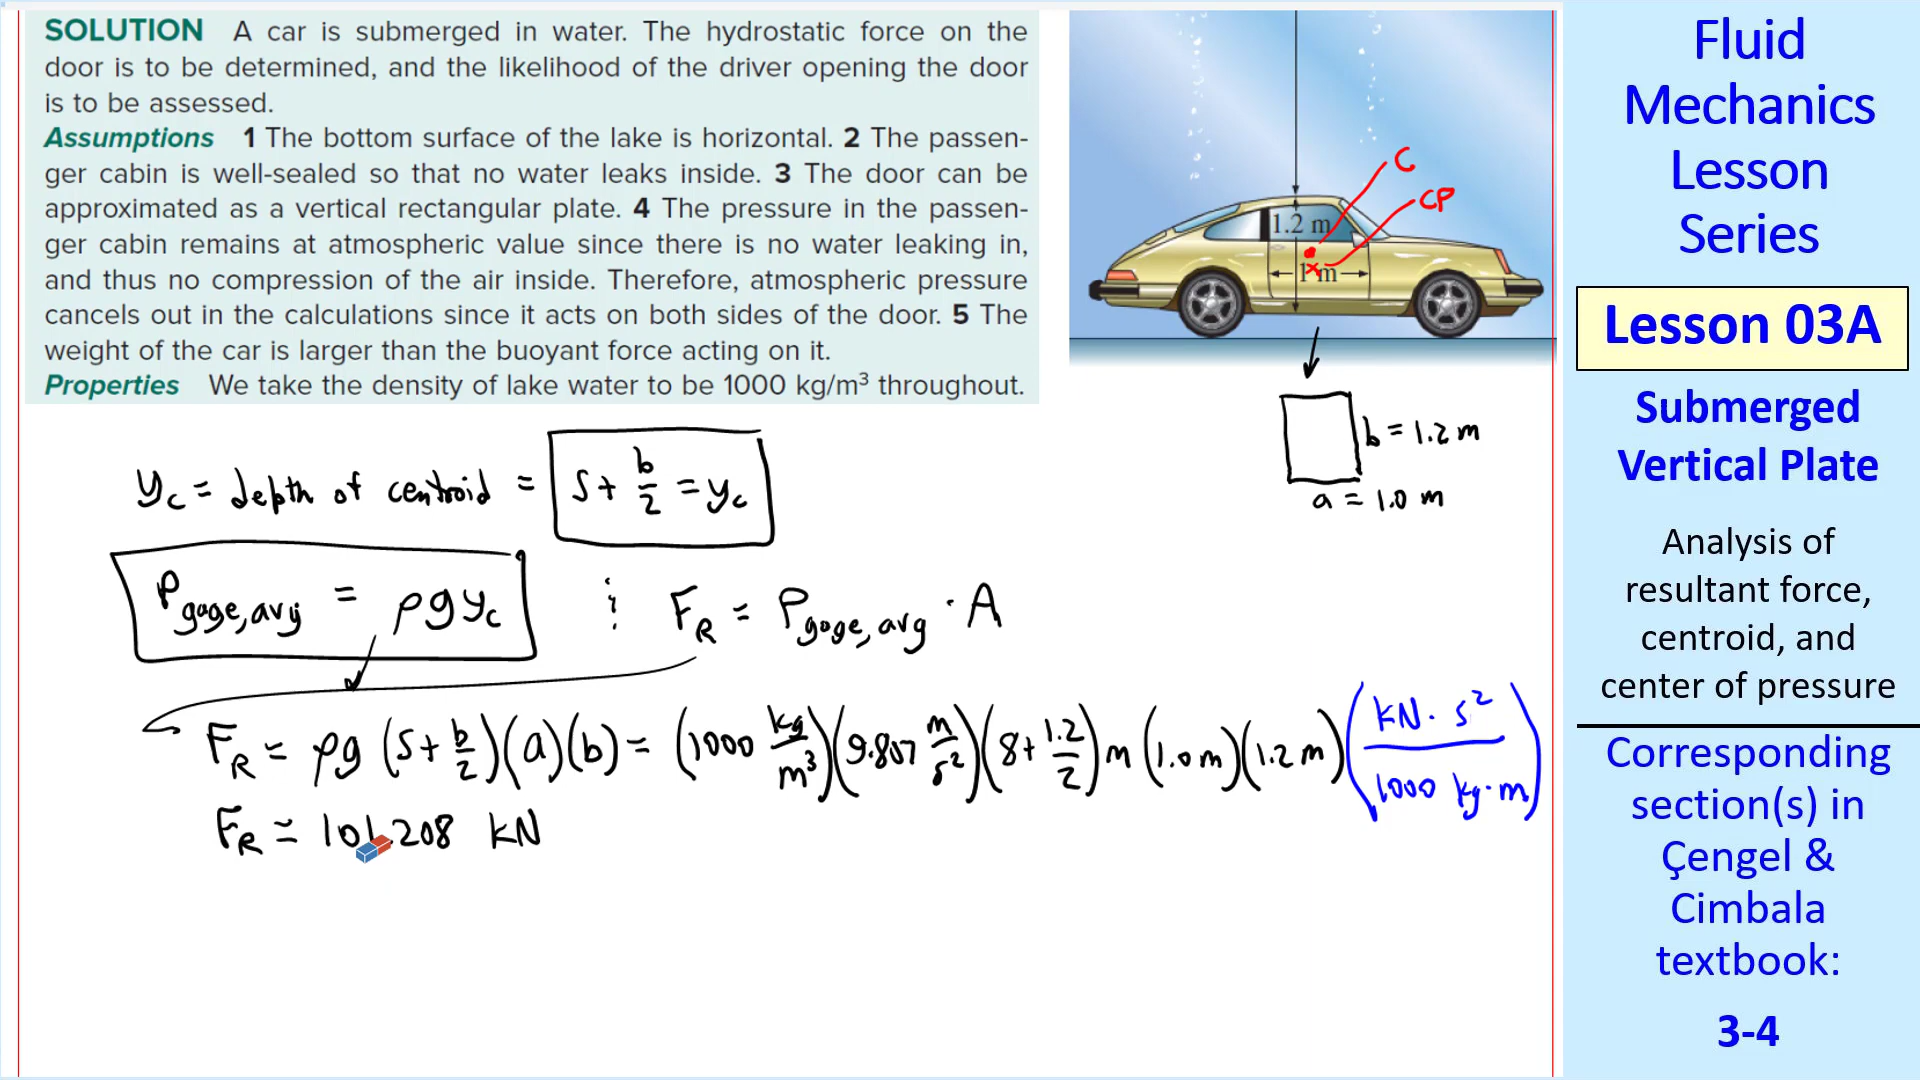 SOLUTION A car is submerged in water. The hydrostatic force on the
door is to be determined, and the likelihood of the driver opening the door
is to be assessed.
Assumptions 1 The bottom surface of the lake is horizontal. 2 The passen-
ger cabin is well-sealed so that no water leaks inside. 3 The door can be
approximated as a vertical rectangular plate. 4 The pressure in the passen-
ger cabin remains at atmospheric value since there is no water leaking in,
and thus no compression of the air inside. Therefore, atmospheric pressure
cancels out in the calculations since it acts on both sides of the door. 5 The
weight of the car is larger than the buoyant force acting on it.
Properties We take the density of lake water to be 1000 kg/m³ throughout.
C
CP
1.2 m
1 m
b = 1.2 m
a = 1.0 m
y_c = depth of centroid = s + b/2 = y_c
P_gage,avg = ρ g y_c ; F_R = P_gage,avg · A
F_R = ρg (s + b/2)(a)(b) = (1000 kg/m³)(9.807 m/s²)(8 + 1.2/2) m (1.0 m)(1.2 m)(kN · s²/1000 kg·m)
F_R = 101.208 kN
Fluid
Mechanics
Lesson
Series
Lesson 03A
Submerged
Vertical Plate
Analysis of
resultant force,
centroid, and
center of pressure
Corresponding
section(s) in
Çengel &
Cimbala
textbook:
3-4